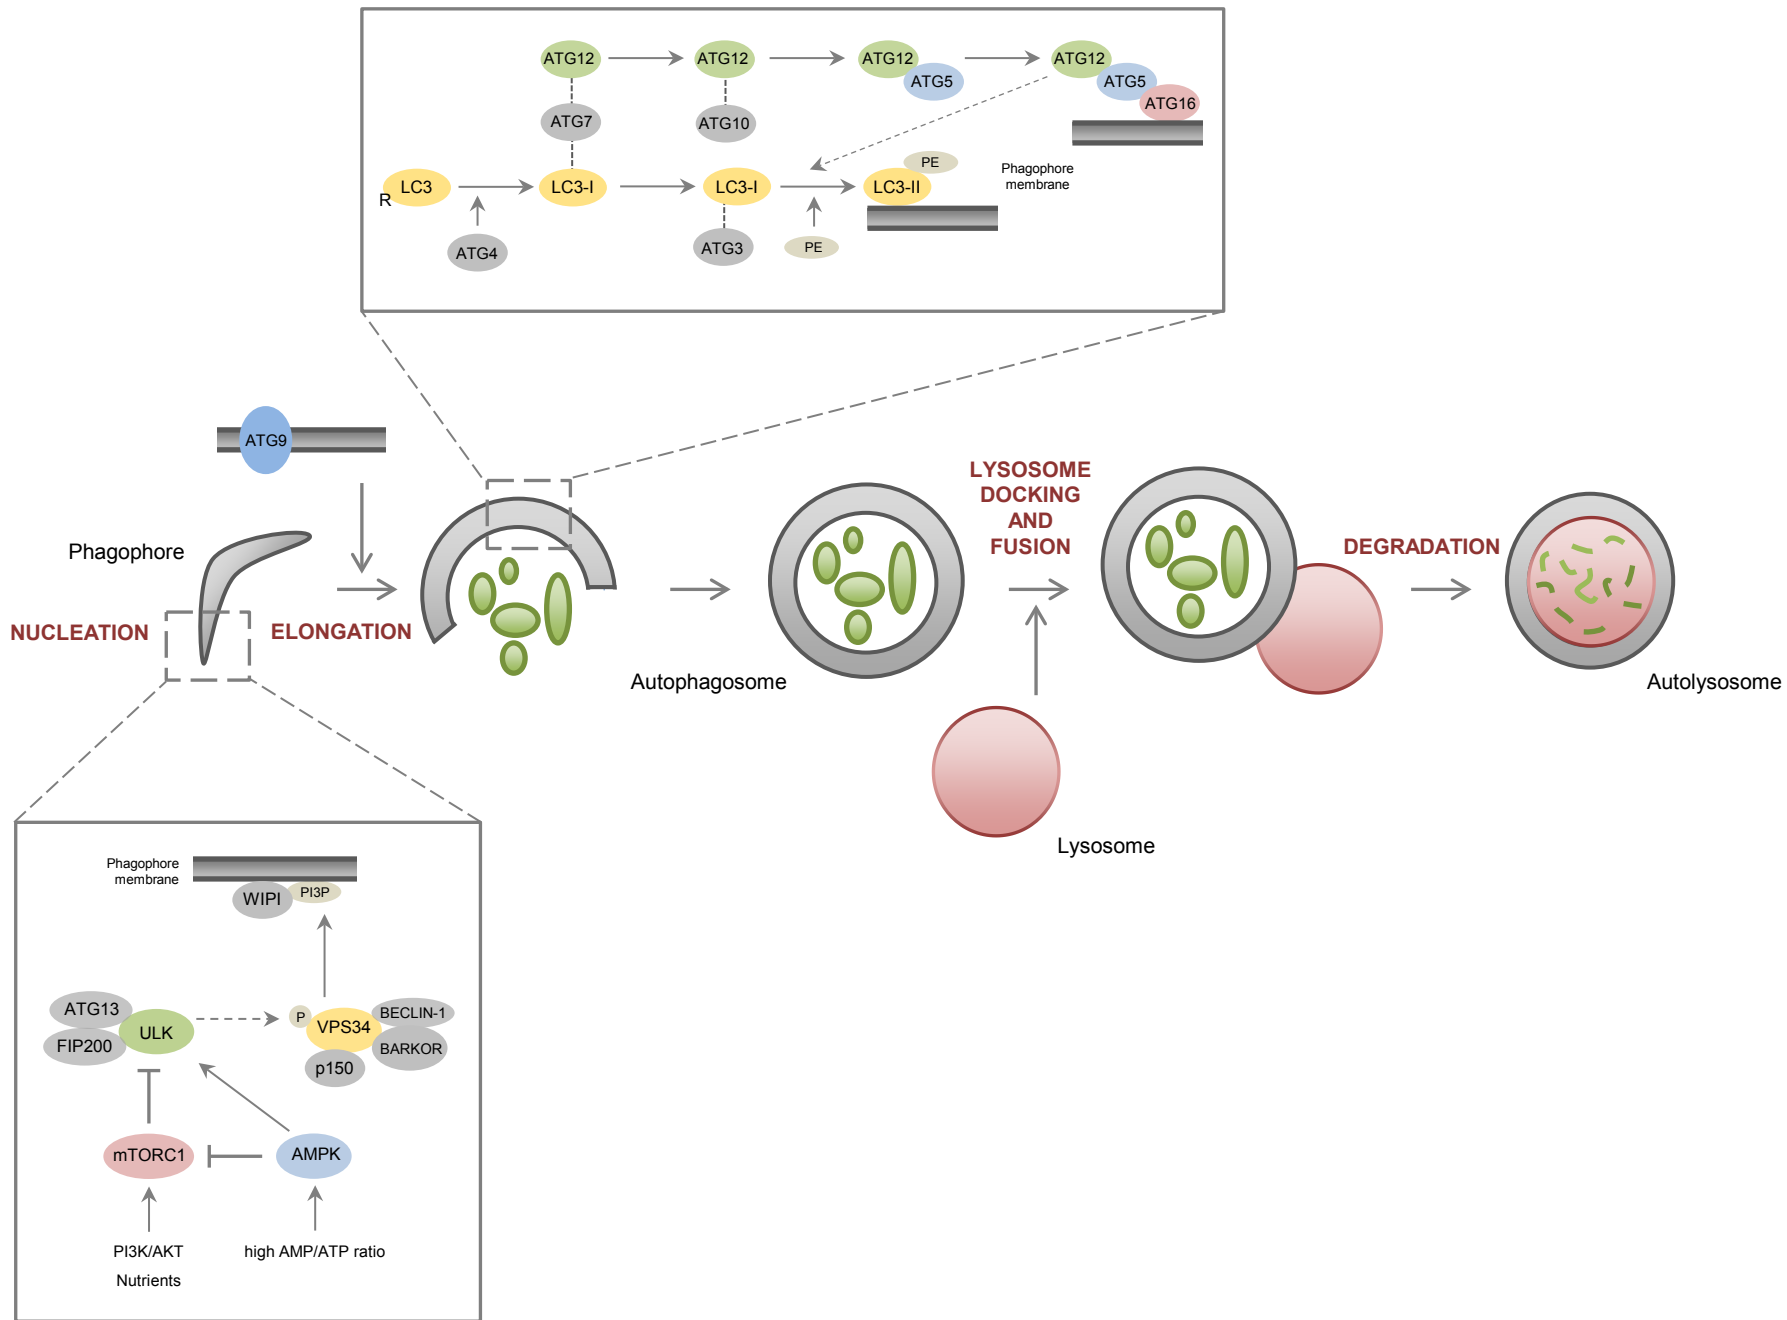 ATG12
ATG12
ATG12
ATG5
ATG12
ATG5
ATG16
ATG7
ATG10
Phagophore
membrane
R
LC3
LC3-I
LC3-I
LC3-II
PE
ATG4
ATG3
PE
ATG9
Phagophore
NUCLEATION
ELONGATION
Autophagosome
LYSOSOME
DOCKING
AND
FUSION
Lysosome
DEGRADATION
Autolysosome
Phagophore
membrane
WIPI
PI3P
ATG13
FIP200
ULK
P
VPS34
BECLIN-1
BARKOR
p150
mTORC1
AMPK
PI3K/AKT
Nutrients
high AMP/ATP ratio